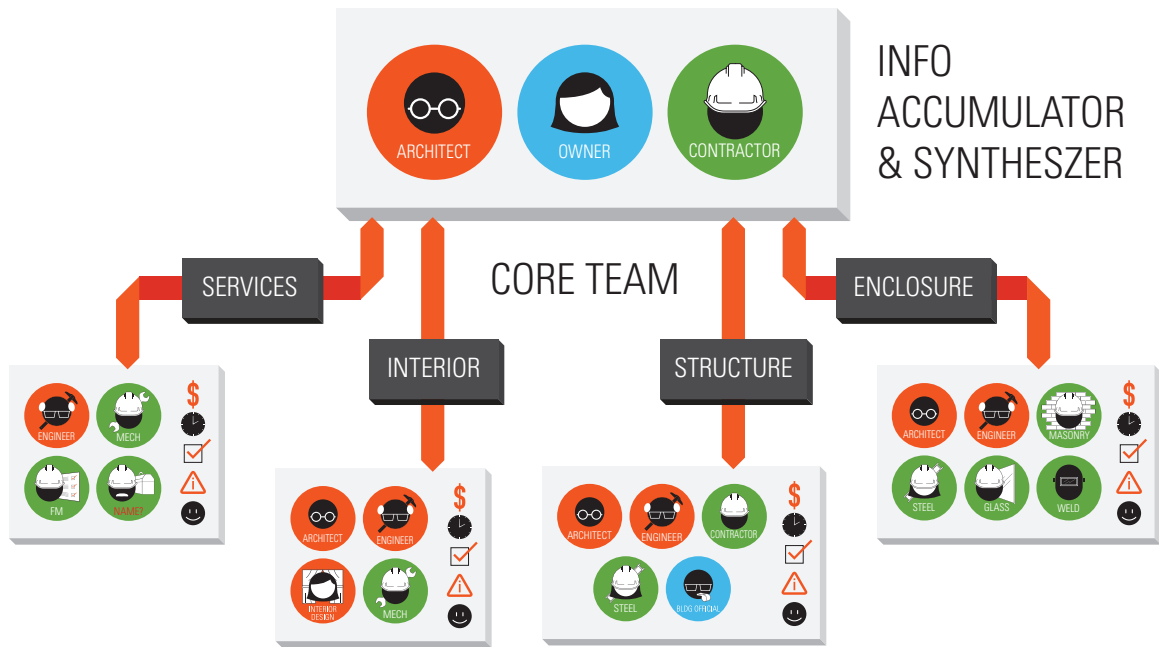 ARCHITECT
OWNER
CONTRACTOR
INFO
ACCUMULATOR
& SYNTHESZER
CORE TEAM
SERVICES
ENCLOSURE
INTERIOR
STRUCTURE
ENGINEER
MECH
FM
NAME?
$
ARCHITECT
ENGINEER
INTERIOR
DESIGN
MECH
$
ARCHITECT
ENGINEER
CONTRACTOR
STEEL
BLDG OFFICIAL
$
ARCHITECT
ENGINEER
MASONRY
STEEL
GLASS
WELD
$